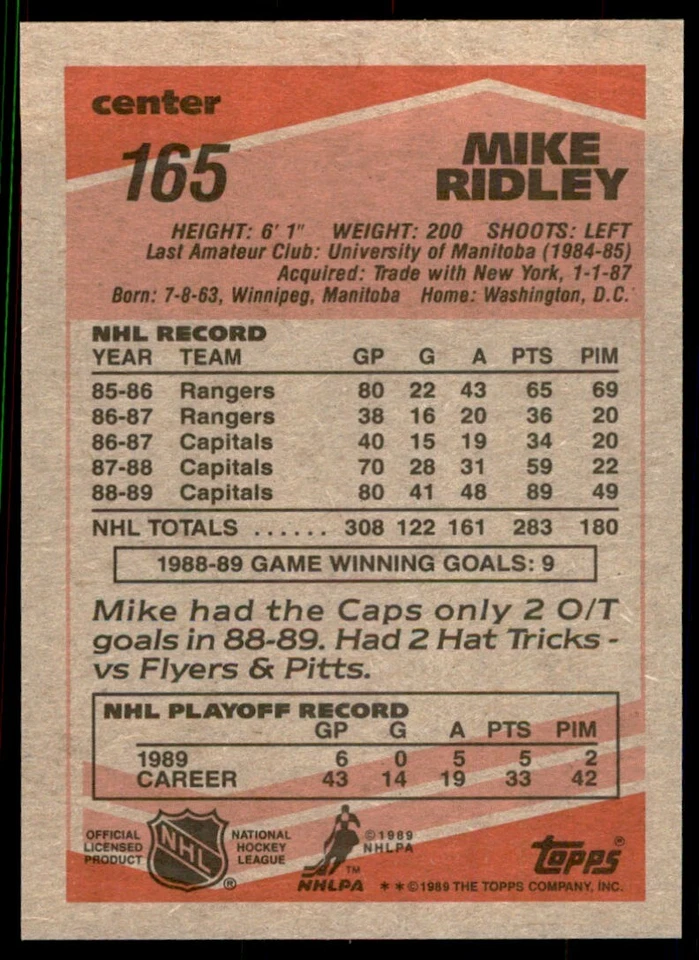 center
165
MIKE
RIDLEY
HEIGHT: 6' 1" WEIGHT: 200 SHOOTS: LEFT
Last Amateur Club: University of Manitoba (1984-85)
Acquired: Trade with New York, 1-1-87
Born: 7-8-63, Winnipeg, Manitoba Home: Washington, D.C.
NHL RECORD
YEAR TEAM GP G A PTS PIM
85-86 Rangers 80 22 43 65 69
86-87 Rangers 38 16 20 36 20
86-87 Capitals 40 15 19 34 20
87-88 Capitals 70 28 31 59 22
88-89 Capitals 80 41 48 89 49
NHL TOTALS ...... 308 122 161 283 180
1988-89 GAME WINNING GOALS: 9
Mike had the Caps only 2 O/T
goals in 88-89. Had 2 Hat Tricks -
vs Flyers & Pitts.
NHL PLAYOFF RECORD
GP G A PTS PIM
1989 6 0 5 5 2
CAREER 43 14 19 33 42
OFFICIAL
LICENSED
PRODUCT
NHL
®
NATIONAL
HOCKEY
LEAGUE
©1989
NHLPA
TM
NHLPA
topps®
* * © 1989 THE TOPPS COMPANY, INC.